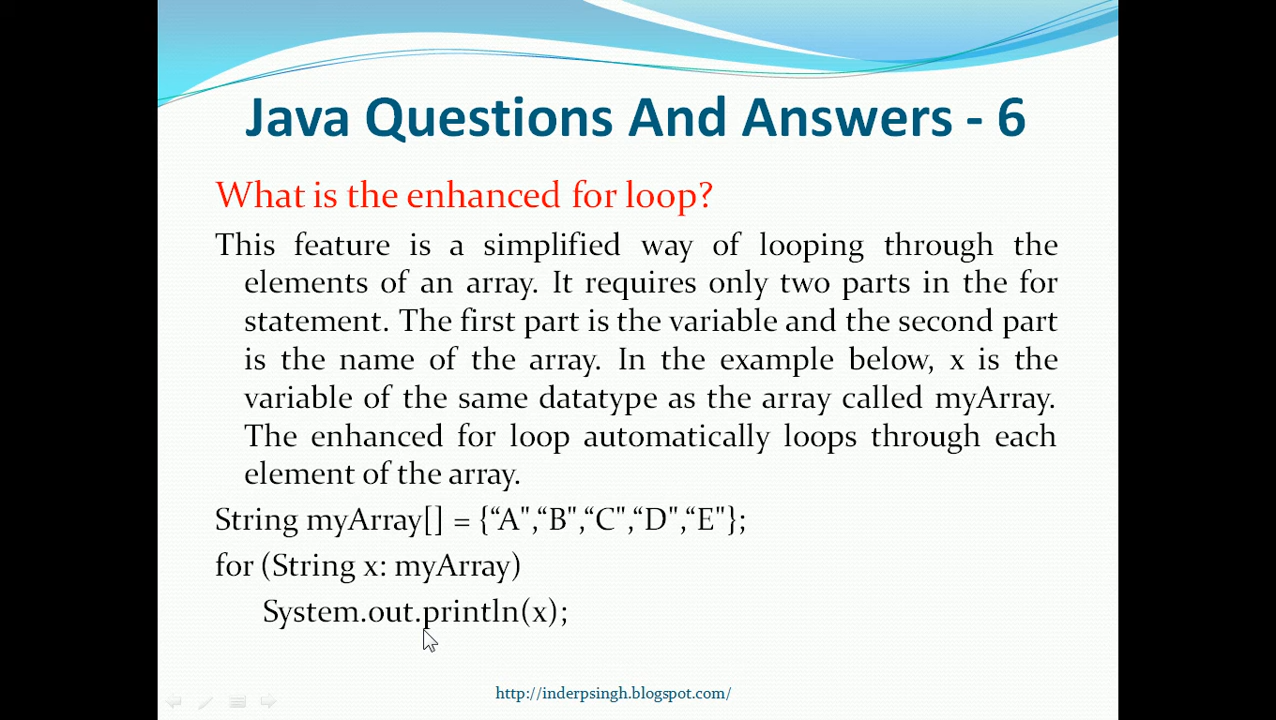 Java Questions And Answers - 6
What is the enhanced for loop?
This feature is a simplified way of looping through the
elements of an array. It requires only two parts in the for
statement. The first part is the variable and the second part
is the name of the array. In the example below, x is the
variable of the same datatype as the array called myArray.
The enhanced for loop automatically loops through each
element of the array.
String myArray[] = {“A",“B",“C",“D",“E"};
for (String x: myArray)
System.out.println(x);
http://inderpsingh.blogspot.com/